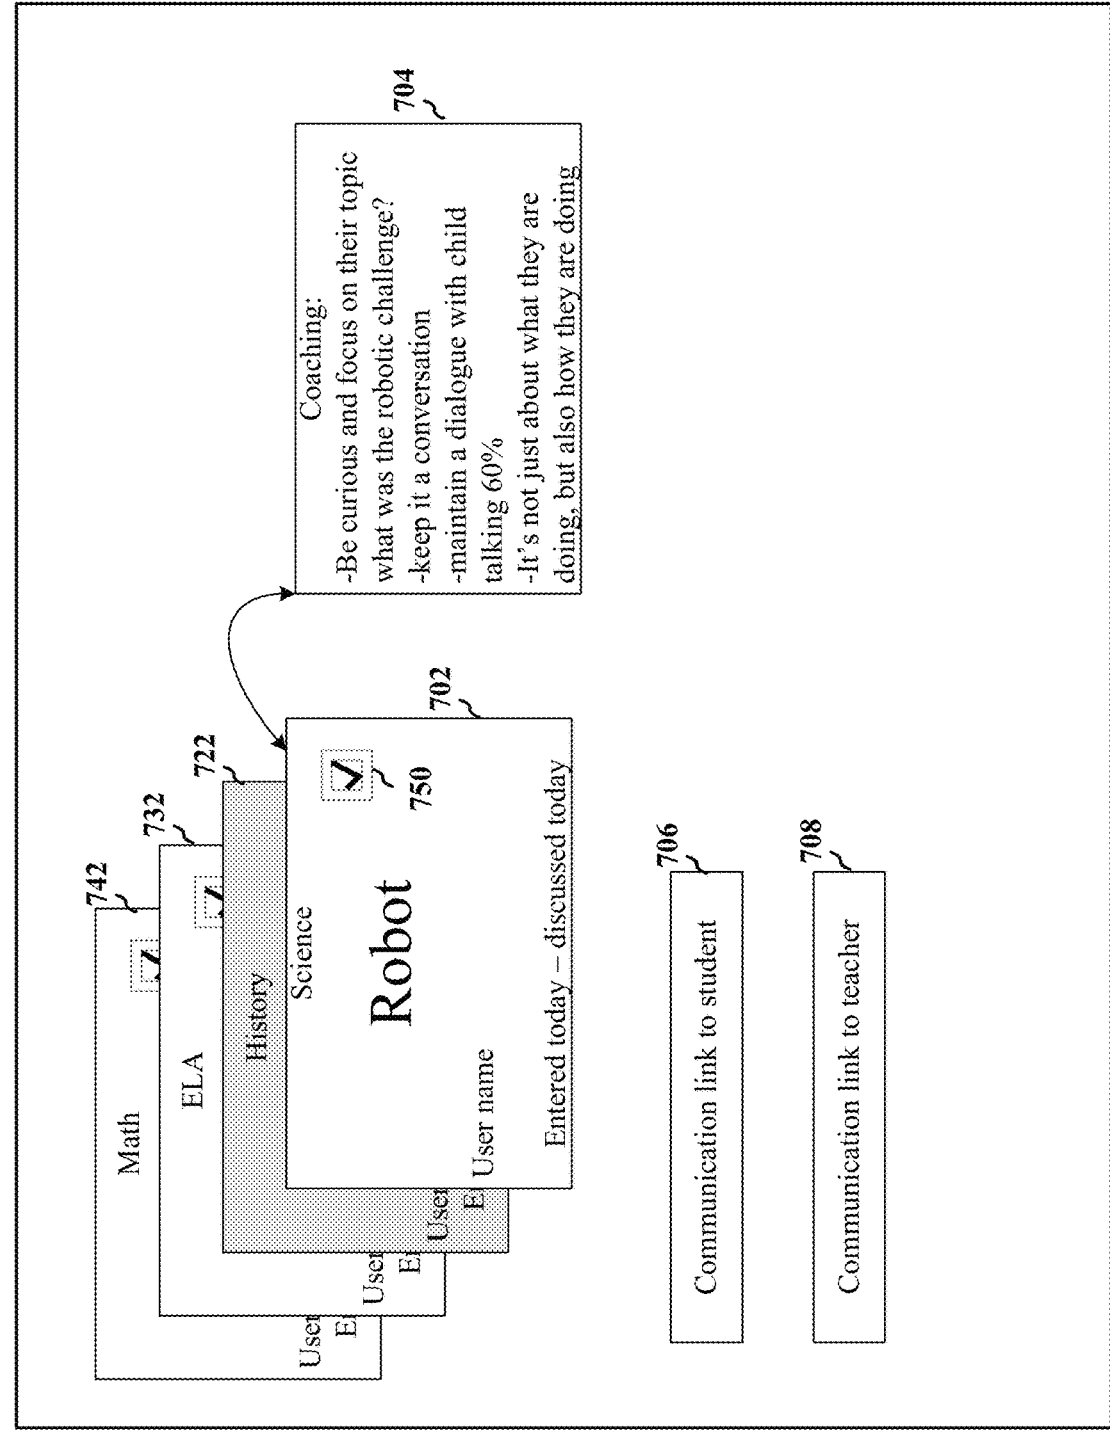 742
Math
User
E
732
ELA
User
E
722
History
User
E
702
Science
Robot
750
User name
Entered today – discussed today
704
Coaching:
-Be curious and focus on their topic
what was the robotic challenge?
-keep it a conversation
-maintain a dialogue with child
talking 60%
-It's not just about what they are
doing, but also how they are doing
706
Communication link to student
708
Communication link to teacher